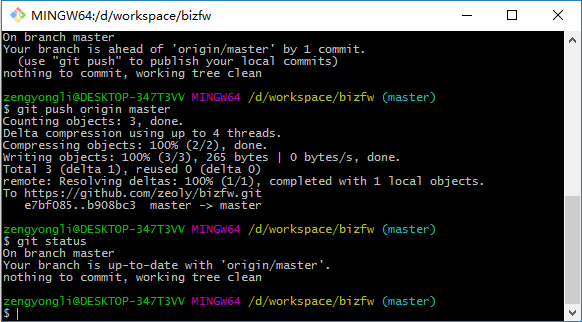 MINGW64:/d/workspace/bizfw
On branch master
Your branch is ahead of 'origin/master' by 1 commit.
  (use "git push" to publish your local commits)
nothing to commit, working tree clean
zengyongli@DESKTOP-347T3VV MINGW64 /d/workspace/bizfw (master)
$ git push origin master
Counting objects: 3, done.
Delta compression using up to 4 threads.
Compressing objects: 100% (2/2), done.
Writing objects: 100% (3/3), 265 bytes | 0 bytes/s, done.
Total 3 (delta 1), reused 0 (delta 0)
remote: Resolving deltas: 100% (1/1), completed with 1 local objects.
To https://github.com/zeoly/bizfw.git
   e7bf085..b908bc3  master -> master
zengyongli@DESKTOP-347T3VV MINGW64 /d/workspace/bizfw (master)
$ git status
On branch master
Your branch is up-to-date with 'origin/master'.
nothing to commit, working tree clean
zengyongli@DESKTOP-347T3VV MINGW64 /d/workspace/bizfw (master)
$